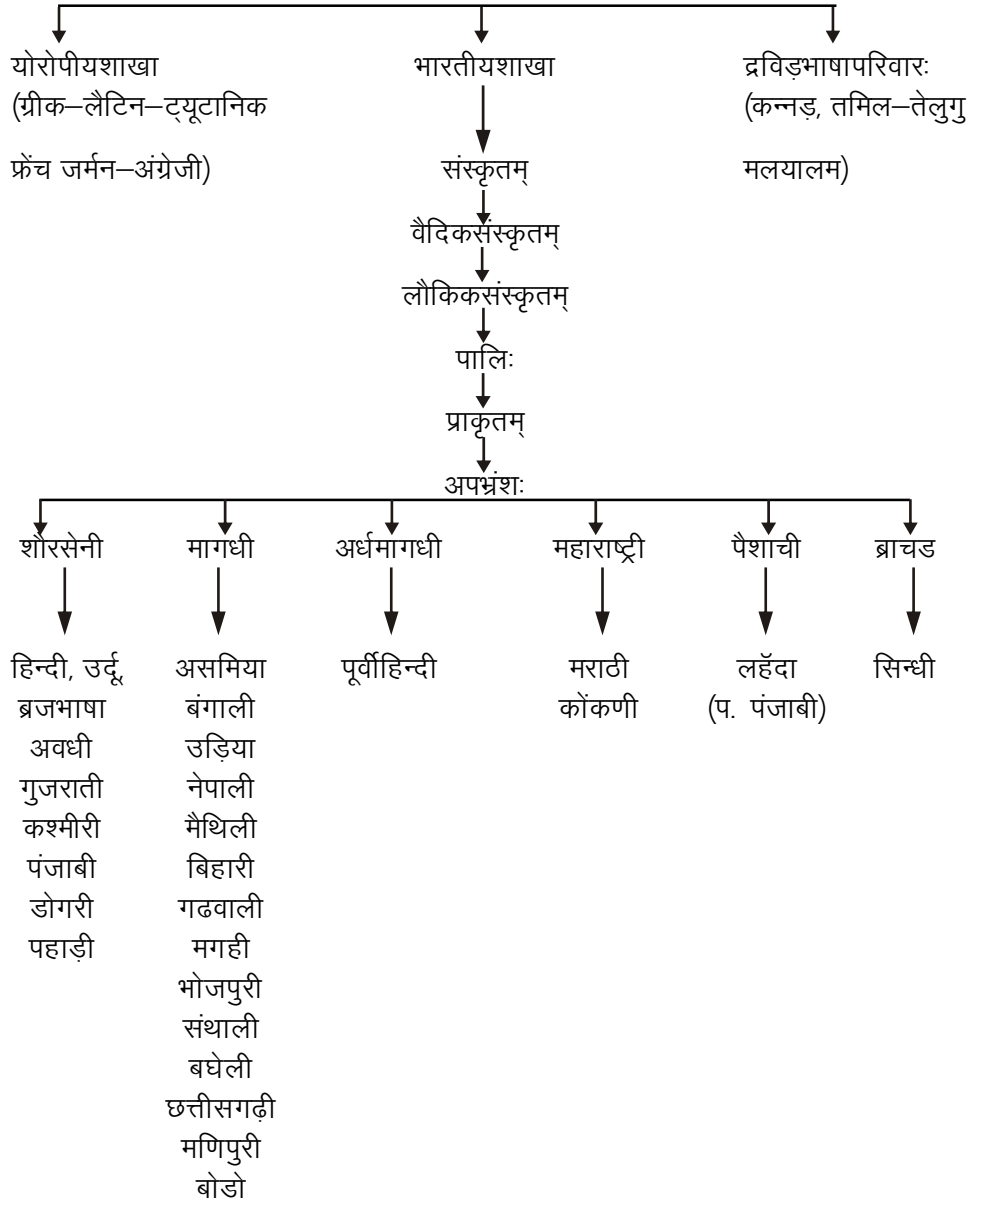 योरोपीयशाखा भारतीयशाखा द्रविड़भाषापरिवारः
(ग्रीक–लैटिन–ट्यूटानिक (कन्नड़, तमिल–तेलुगु
फ्रेंच जर्मन–अंग्रेजी) संस्कृतम् मलयालम)
वैदिकसंस्कृतम्
लौकिकसंस्कृतम्
पालिः
प्राकृतम्
अपभ्रंशः
शौरसेनी मागधी अर्धमागधी महाराष्ट्री पैशाची ब्राचड
हिन्दी, उर्दू, असमिया पूर्वीहिन्दी मराठी लहॅदा सिन्धी
ब्रजभाषा बंगाली कोंकणी (प. पंजाबी)
अवधी उड़िया
गुजराती नेपाली
कश्मीरी मैथिली
पंजाबी बिहारी
डोगरी गढवाली
पहाड़ी मगही
भोजपुरी
संथाली
बघेली
छत्तीसगढ़ी
मणिपुरी
बोडो